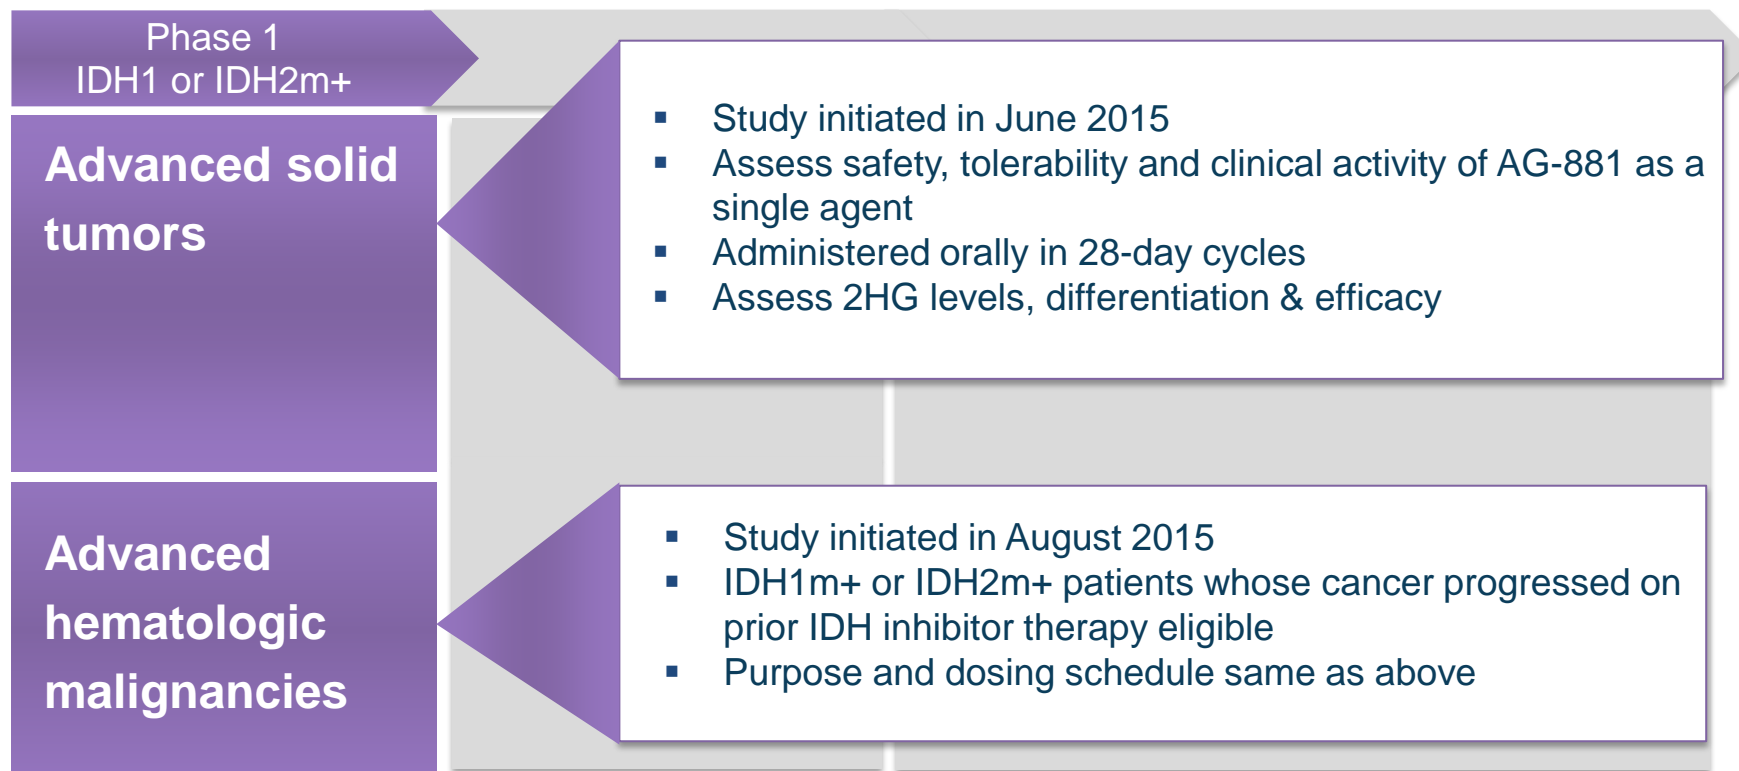 Phase 1
IDH1 or IDH2m+
Advanced solid
tumors
▪ Study initiated in June 2015
▪ Assess safety, tolerability and clinical activity of AG-881 as a
single agent
▪ Administered orally in 28-day cycles
▪ Assess 2HG levels, differentiation & efficacy
Advanced
hematologic
malignancies
▪ Study initiated in August 2015
▪ IDH1m+ or IDH2m+ patients whose cancer progressed on
prior IDH inhibitor therapy eligible
▪ Purpose and dosing schedule same as above